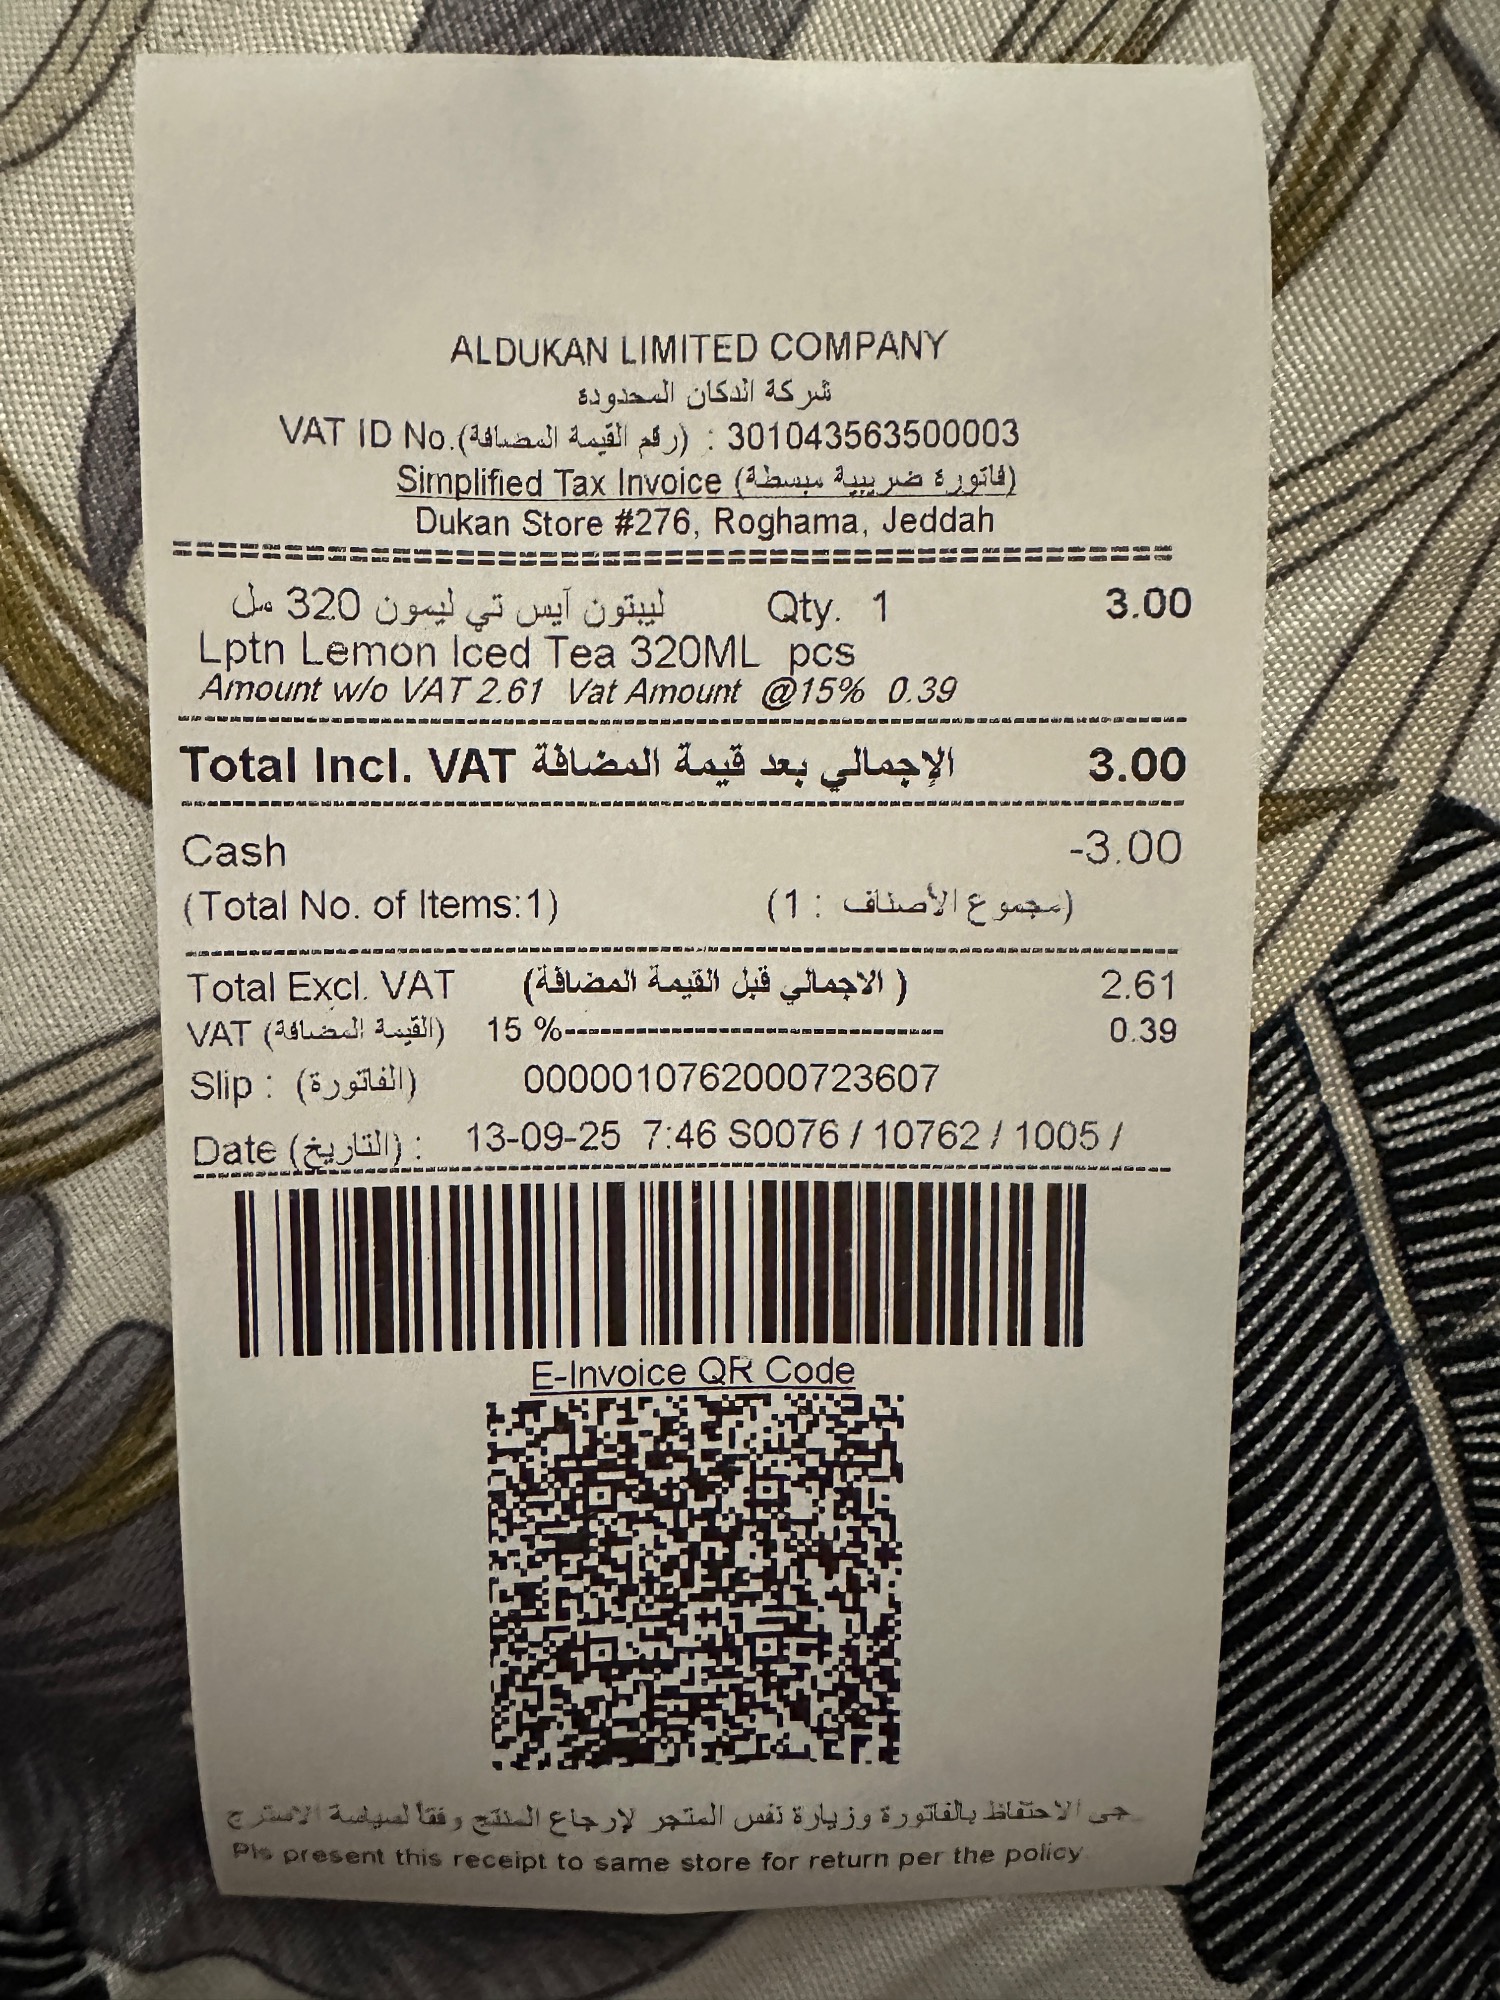 ALDUKAN LIMITED COMPANY
شركة الدكان المحدودة
VAT ID No.(رقم القيمة المضافة) : 301043563500003
Simplified Tax Invoice (فاتورة ضريبية مبسطة)
Dukan Store #276, Roghama, Jeddah
ليبتون آيس تي ليمون 320 مل Qty. 1 3.00
Lptn Lemon Iced Tea 320ML pcs
Amount w/o VAT 2.61 Vat Amount @15% 0.39
Total Incl. VAT الإجمالي بعد قيمة المضافة 3.00
Cash -3.00
(Total No. of Items:1) (مجموع الأصناف : 1)
Total Excl. VAT (الاجمالي قبل القيمة المضافة ) 2.61
VAT (القيمة المضافة) 15 %------------------------------- 0.39
Slip : (الفاتورة) 0000010762000723607
Date (التاريخ) : 13-09-25 7:46 S0076 / 10762 / 1005 /
E-Invoice QR Code
جى الاحتفاظ بالفاتورة وزيارة نفس المتجر لإرجاع المنتج وفقا لسياسة الاسترج
Pls present this receipt to same store for return per the policy